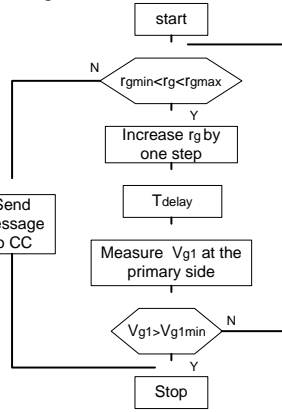 start
N
rgmin<rg<rgmax
Y
Increase rg by
one step
Tdelay
Send
essage
o CC
Measure Vg1 at the
primary side
Vg1>Vg1min
N
Y
Stop